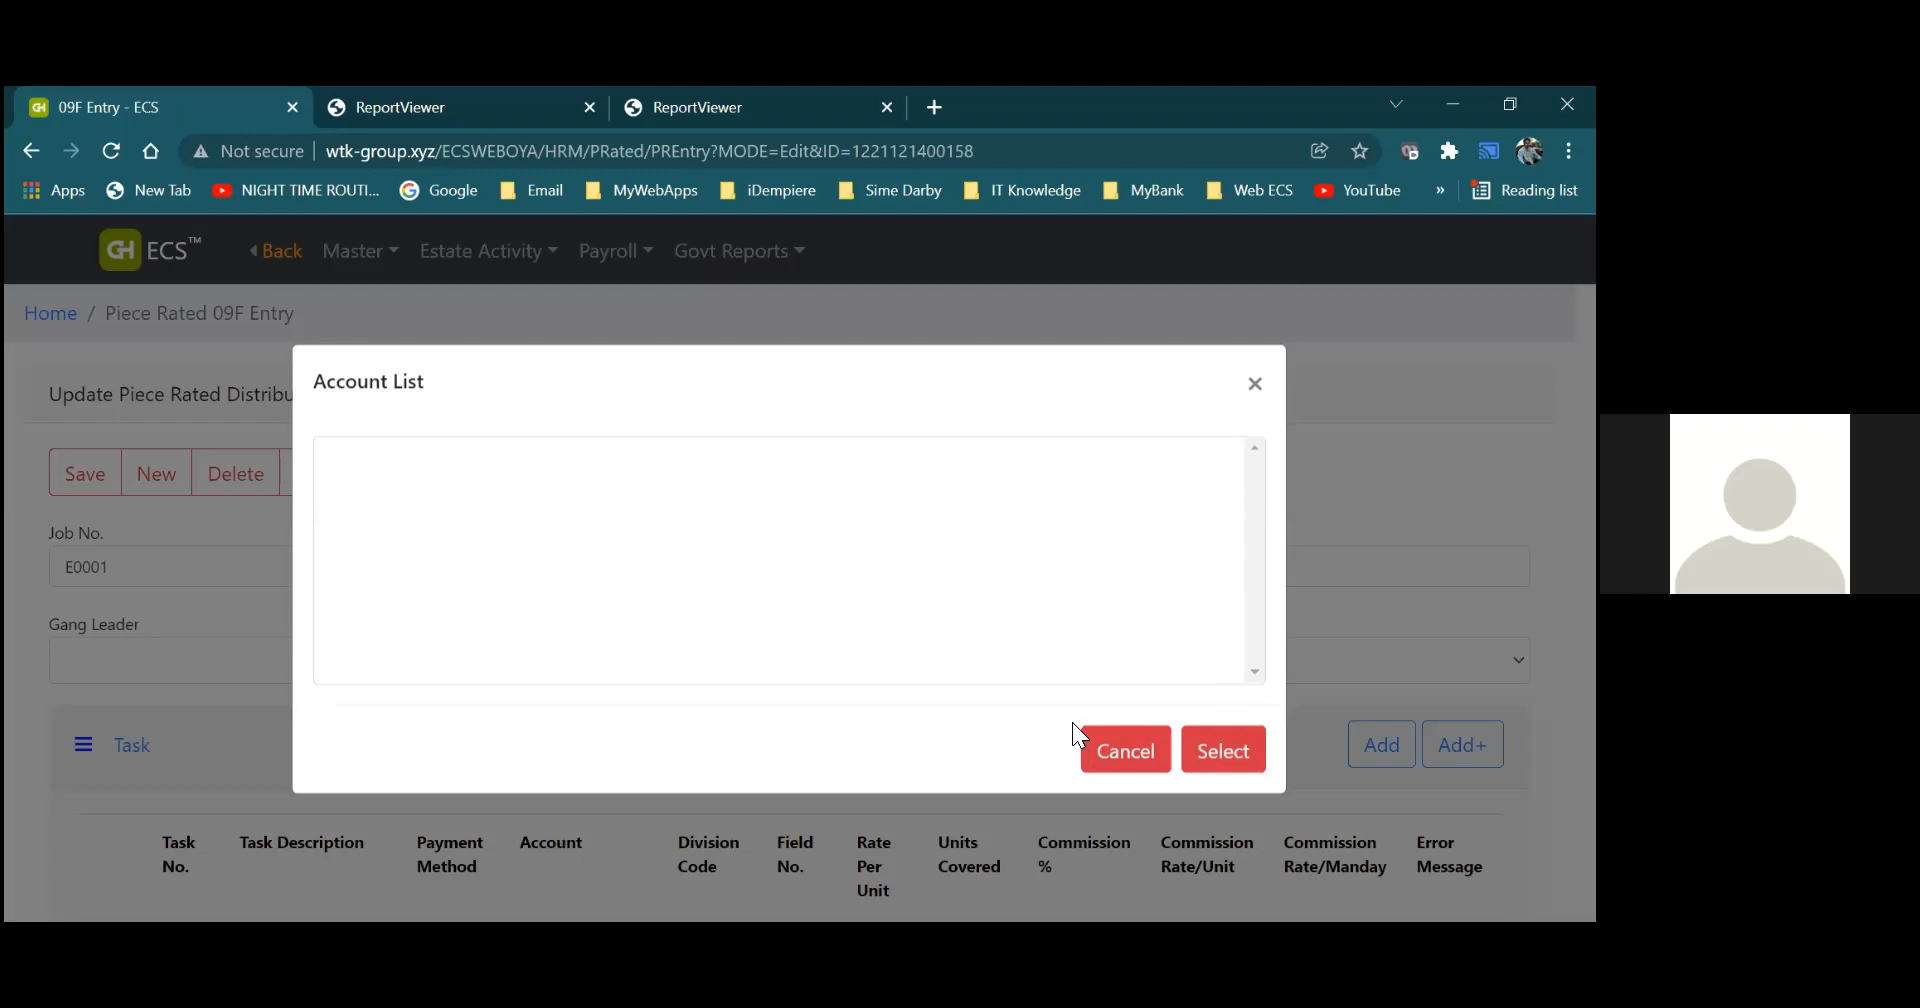 GH 09F Entry - ECS
ReportViewer
ReportViewer
Not secure | wtk-group.xyz/ECSWEBOYA/HRM/PRated/PREntry?MODE=Edit&ID=1221121400158
Apps New Tab NIGHT TIME ROUTI... Google Email MyWebApps iDempiere Sime Darby IT Knowledge MyBank Web ECS YouTube » Reading list
GH ECS™ Back Master Estate Activity Payroll Govt Reports
Home / Piece Rated 09F Entry
Account List
Update Piece Rated Distribu
Save New Delete
Job No.
E0001
Gang Leader
Cancel Select
Task
Add Add+
Task No.
Task Description
Payment Method
Account
Division Code
Field No.
Rate Per Unit
Units Covered
Commission %
Commission Rate/Unit
Commission Rate/Manday
Error Message